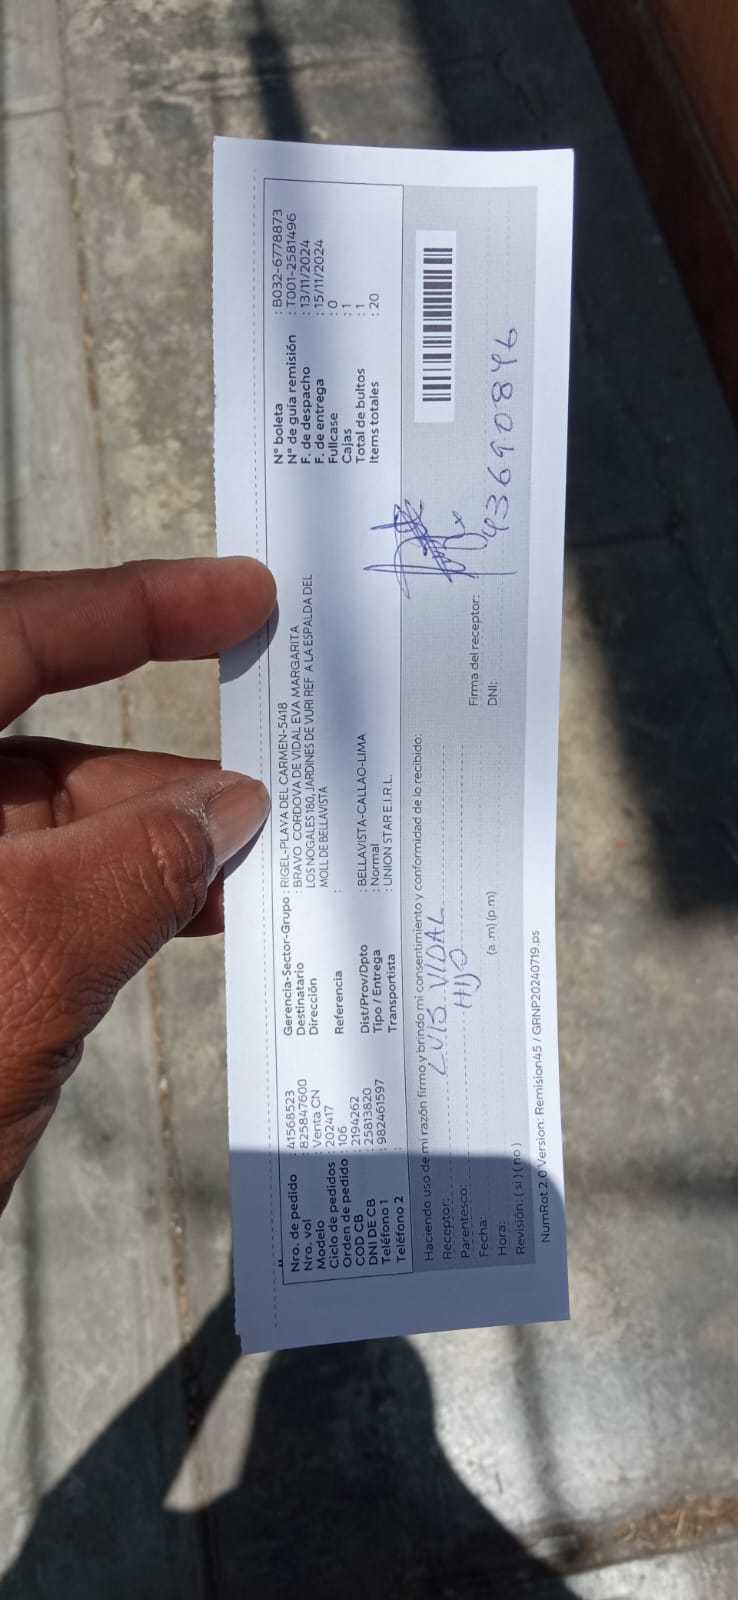 Nro. de pedido : 41568523
Nro. vol : 825847600
Modelo : Venta CN
Ciclo de pedidos : 202417
Orden de pedido : 106
COD CB : 2194262
DNI DE CB : 25813820
Teléfono 1 : 982461597
Teléfono 2 :
Gerencia-Sector-Grupo : RIGEL-PLAYA DEL CARMEN-5418
Destinatario : BRAVO CORDOVA DE VIDAL EVA MARGARITA
Dirección LOS NOGALES 180, JARDINES DE VURI REF A LA ESPALDA DEL
MOLL DE BELLAVISTA
Referencia :
Dist/Prov/Dpto : BELLAVISTA-CALLAO-LIMA
Tipo / Entrega : Normal
Transportista : UNION STAR E.I.R.L.
N° boleta : B032-6778873
N° de guía remisión : T001-2581496
F. de despacho : 13/11/2024
F. de entrega : 15/11/2024
Fullcase : 0
Cajas : 1
Total de bultos : 1
Items totales : 20
Haciendo uso de mi razón firmo y brindo mi consentimiento y conformidad de lo recibido:
Receptor: LUIS VIDAL
Parentesco: HIJO
Fecha:
Hora: (a .m) (p.m)
Revisión: ( si ) ( no )
Firma del receptor:
DNI: 43690846
NumRot 2.0 Version: Remision45 / GRNP20240719.ps